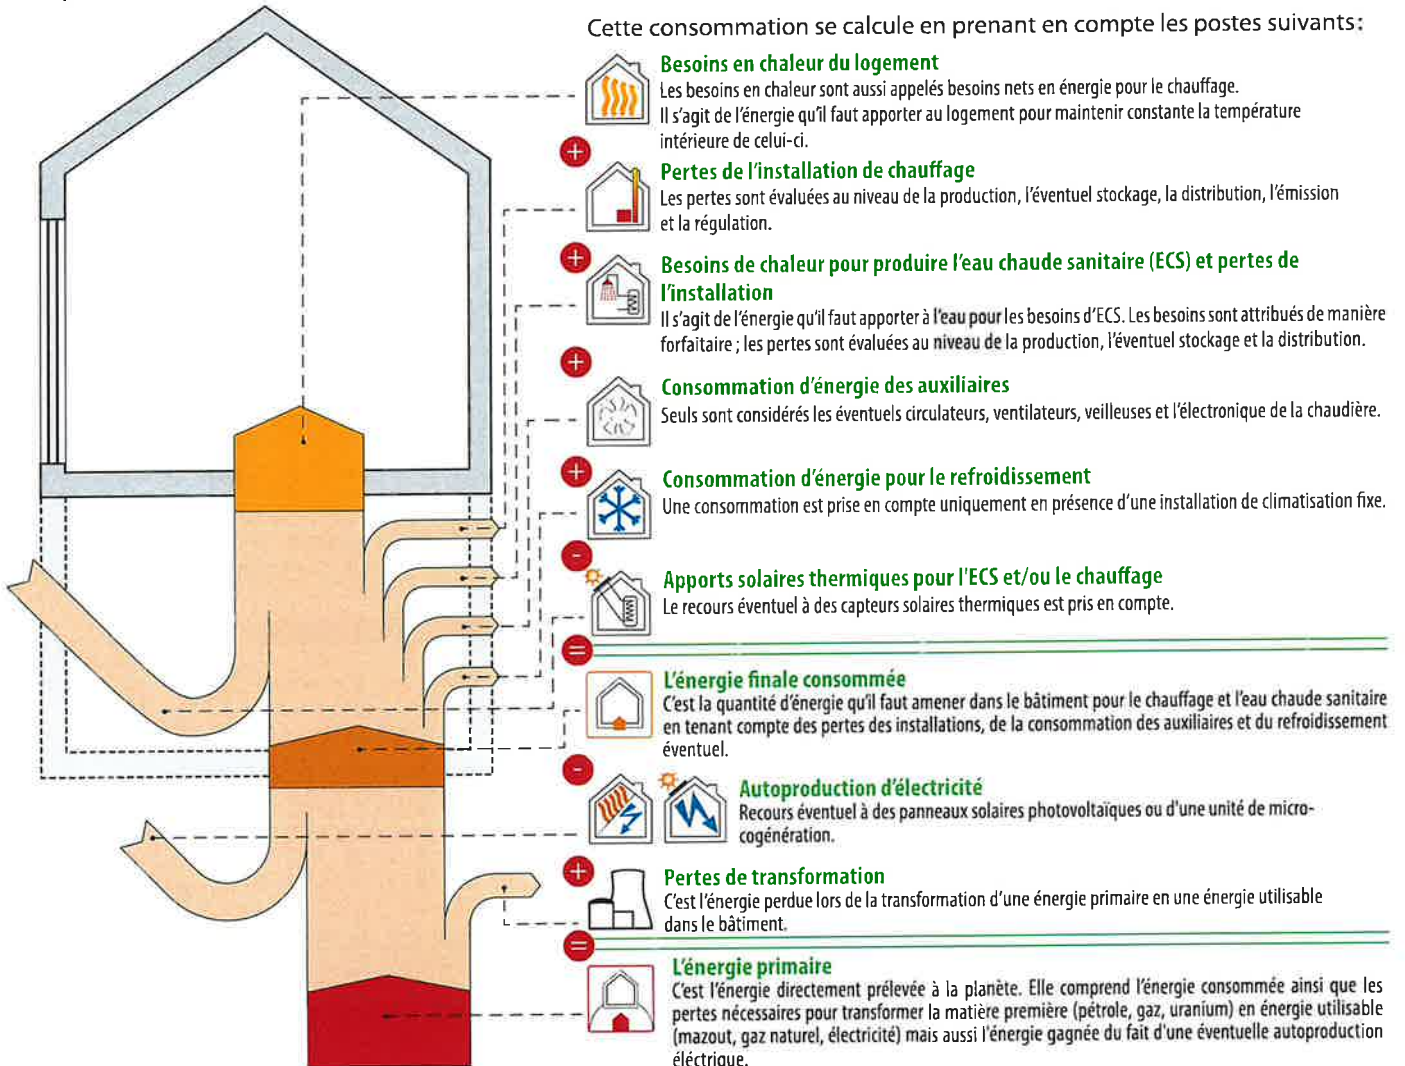 Cette consommation se calcule en prenant en compte les postes suivants:
Besoins en chaleur du logement
Les besoins en chaleur sont aussi appelés besoins nets en énergie pour le chauffage.
Il s'agit de l'énergie qu'il faut apporter au logement pour maintenir constante la température
intérieure de celui-ci.
+
Pertes de l'installation de chauffage
Les pertes sont évaluées au niveau de la production, l'éventuel stockage, la distribution, l'émission
et la régulation.
+
Besoins de chaleur pour produire l'eau chaude sanitaire (ECS) et pertes de
l'installation
Il s'agit de l'énergie qu'il faut apporter à l'eau pour les besoins d'ECS. Les besoins sont attribués de manière
forfaitaire ; les pertes sont évaluées au niveau de la production, l'éventuel stockage et la distribution.
+
Consommation d'énergie des auxiliaires
Seuls sont considérés les éventuels circulateurs, ventilateurs, veilleuses et l'électronique de la chaudière.
+
Consommation d'énergie pour le refroidissement
Une consommation est prise en compte uniquement en présence d'une installation de climatisation fixe.
-
Apports solaires thermiques pour l'ECS et/ou le chauffage
Le recours éventuel à des capteurs solaires thermiques est pris en compte.
=
L'énergie finale consommée
C'est la quantité d'énergie qu'il faut amener dans le bâtiment pour le chauffage et l'eau chaude sanitaire
en tenant compte des pertes des installations, de la consommation des auxiliaires et du refroidissement
éventuel.
-
Autoproduction d'électricité
Recours éventuel à des panneaux solaires photovoltaïques ou d'une unité de micro-
cogénération.
+
Pertes de transformation
C'est l'énergie perdue lors de la transformation d'une énergie primaire en une énergie utilisable
dans le bâtiment.
=
L'énergie primaire
C'est l'énergie directement prélevée à la planète. Elle comprend l'énergie consommée ainsi que les
pertes nécessaires pour transformer la matière première (pétrole, gaz, uranium) en énergie utilisable
(mazout, gaz naturel, électricité) mais aussi l'énergie gagnée du fait d'une éventuelle autoproduction
éléctrique.